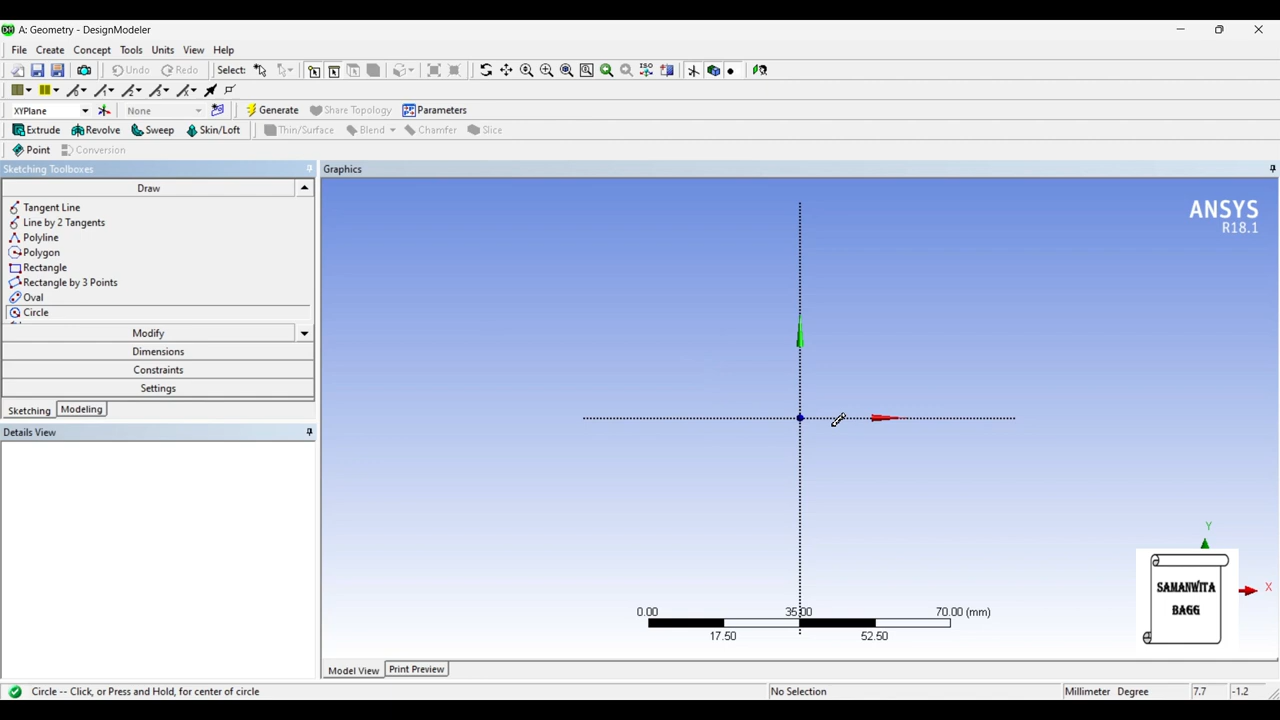 A: Geometry - DesignModeler
File Create Concept Tools Units View Help
Undo Redo Select:
XYPlane None Generate Share Topology Parameters
Extrude Revolve Sweep Skin/Loft Thin/Surface Blend Chamfer Slice
Point Conversion
Sketching Toolboxes
Draw
Tangent Line
Line by 2 Tangents
Polyline
Polygon
Rectangle
Rectangle by 3 Points
Oval
Circle
Modify
Dimensions
Constraints
Settings
Sketching Modeling
Details View
Graphics
ANSYS
R18.1
0.00 35.00 70.00 (mm)
17.50 52.50
Y
X
SAMANWITA
BAGG
Model View Print Preview
Circle -- Click, or Press and Hold, for center of circle No Selection Millimeter Degree 7.7 -1.2